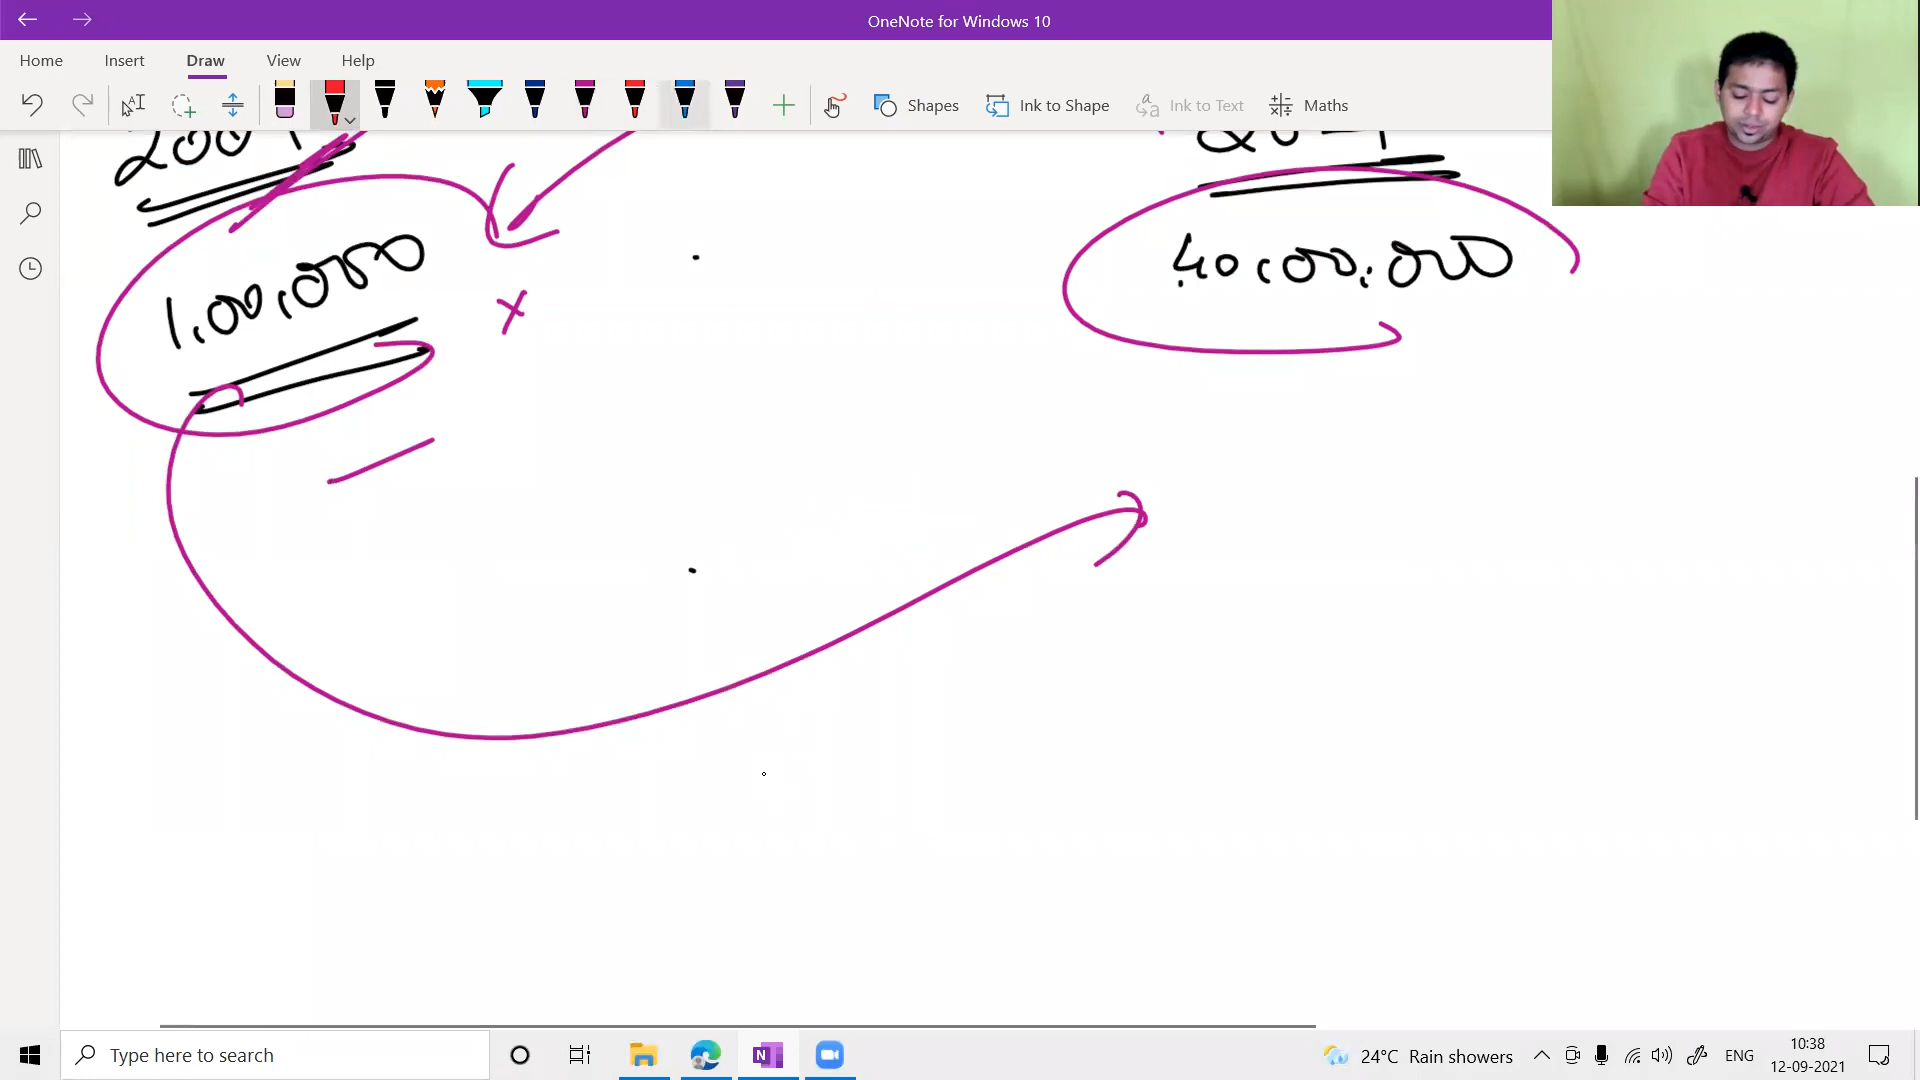 OneNote for Windows 10
Home Insert Draw View Help
Shapes Ink to Shape Ink to Text Maths
1,00,000
x
40,00,000
Type here to search
24°C Rain showers
ENG
10:38
12-09-2021